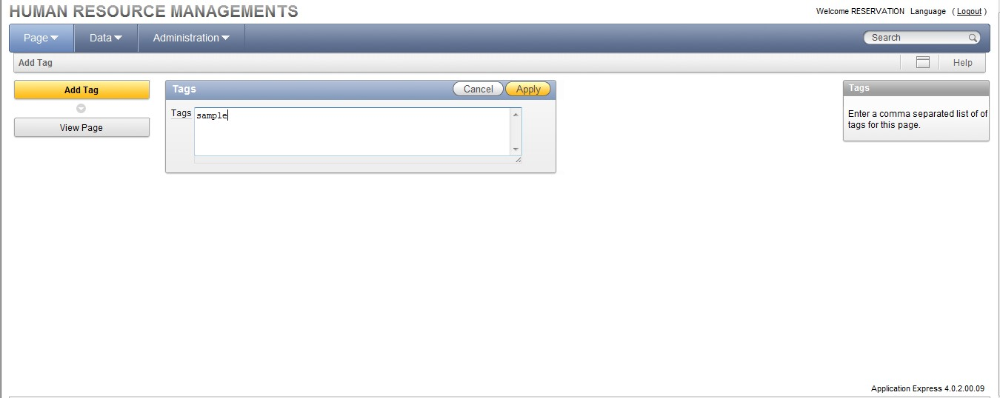 HUMAN RESOURCE MANAGEMENTS
Welcome RESERVATION Language ( Logout )
Page Data Administration Search
Add Tag Help
Add Tag
View Page
Tags Cancel Apply
Tags sample
Tags
Enter a comma separated list of of
tags for this page.
Application Express 4.0.2.00.09